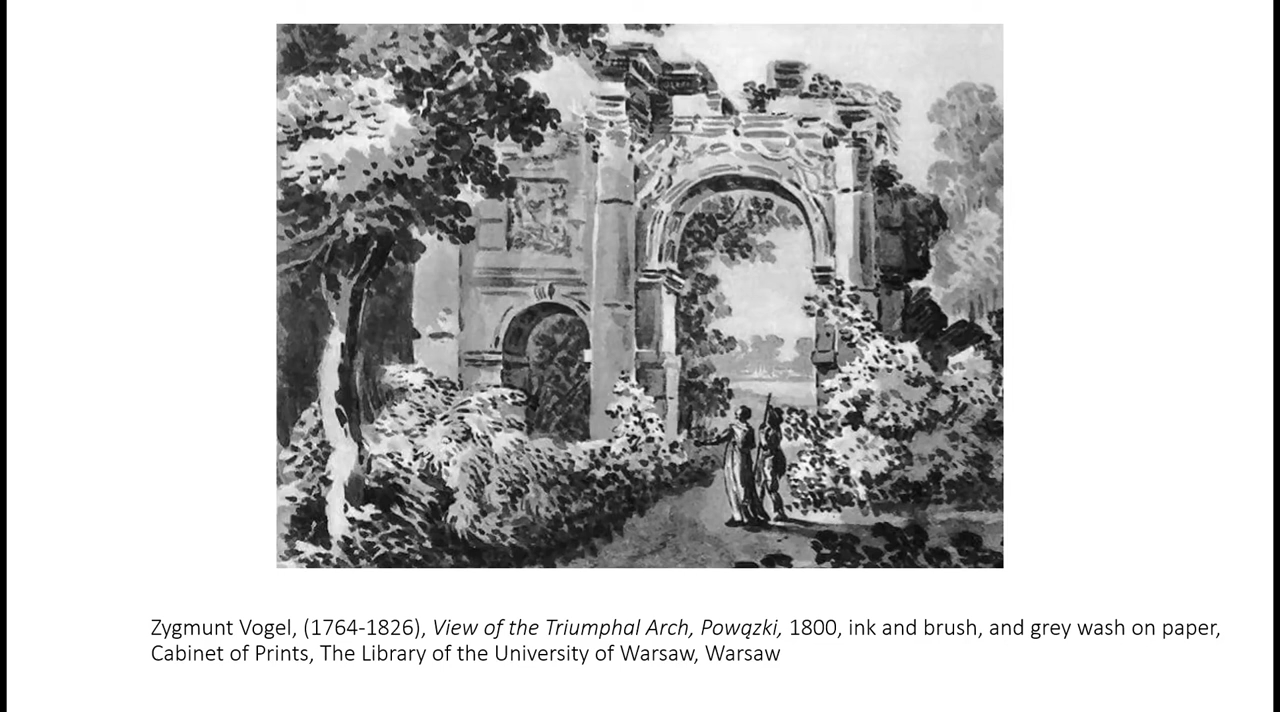 Zygmunt Vogel, (1764-1826), View of the Triumphal Arch, Powązki, 1800, ink and brush, and grey wash on paper,
Cabinet of Prints, The Library of the University of Warsaw, Warsaw